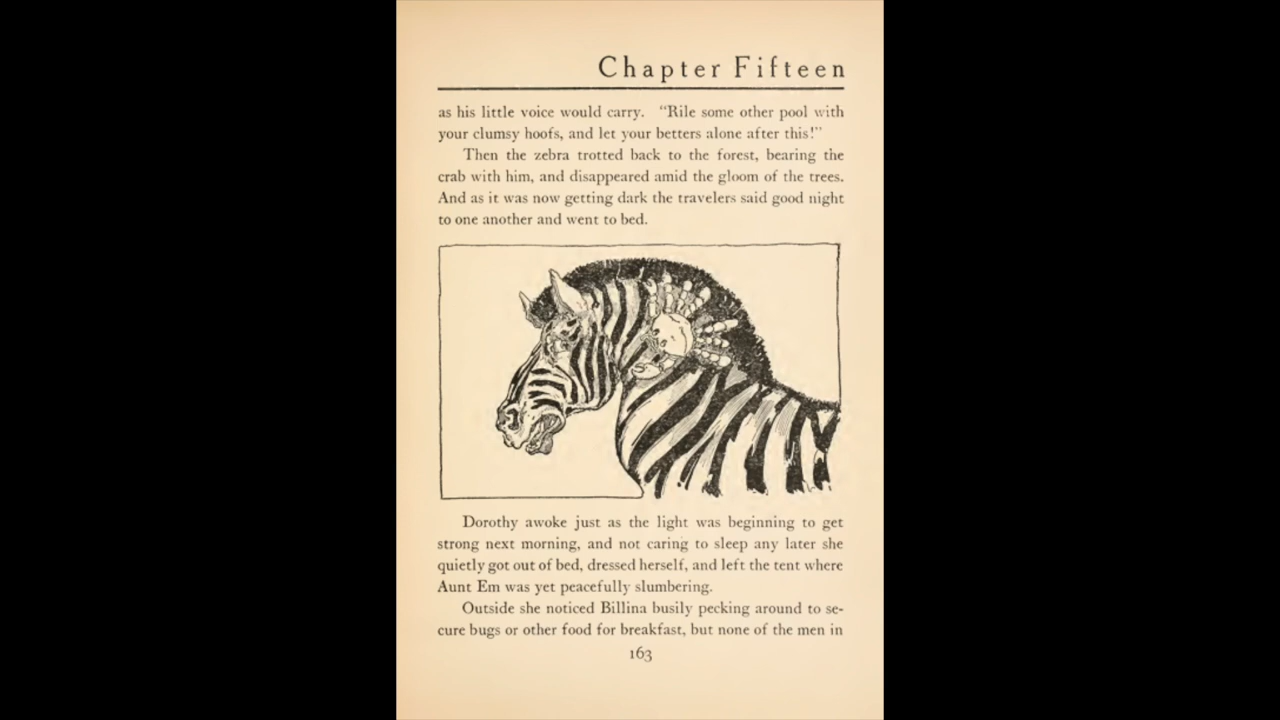 Chapter Fifteen
as his little voice would carry. "Rile some other pool with
your clumsy hoofs, and let your betters alone after this!"
Then the zebra trotted back to the forest, bearing the
crab with him, and disappeared amid the gloom of the trees.
And as it was now getting dark the travelers said good night
to one another and went to bed.
Dorothy awoke just as the light was beginning to get
strong next morning, and not caring to sleep any later she
quietly got out of bed, dressed herself, and left the tent where
Aunt Em was yet peacefully slumbering.
Outside she noticed Billina busily pecking around to se-
cure bugs or other food for breakfast, but none of the men in
163